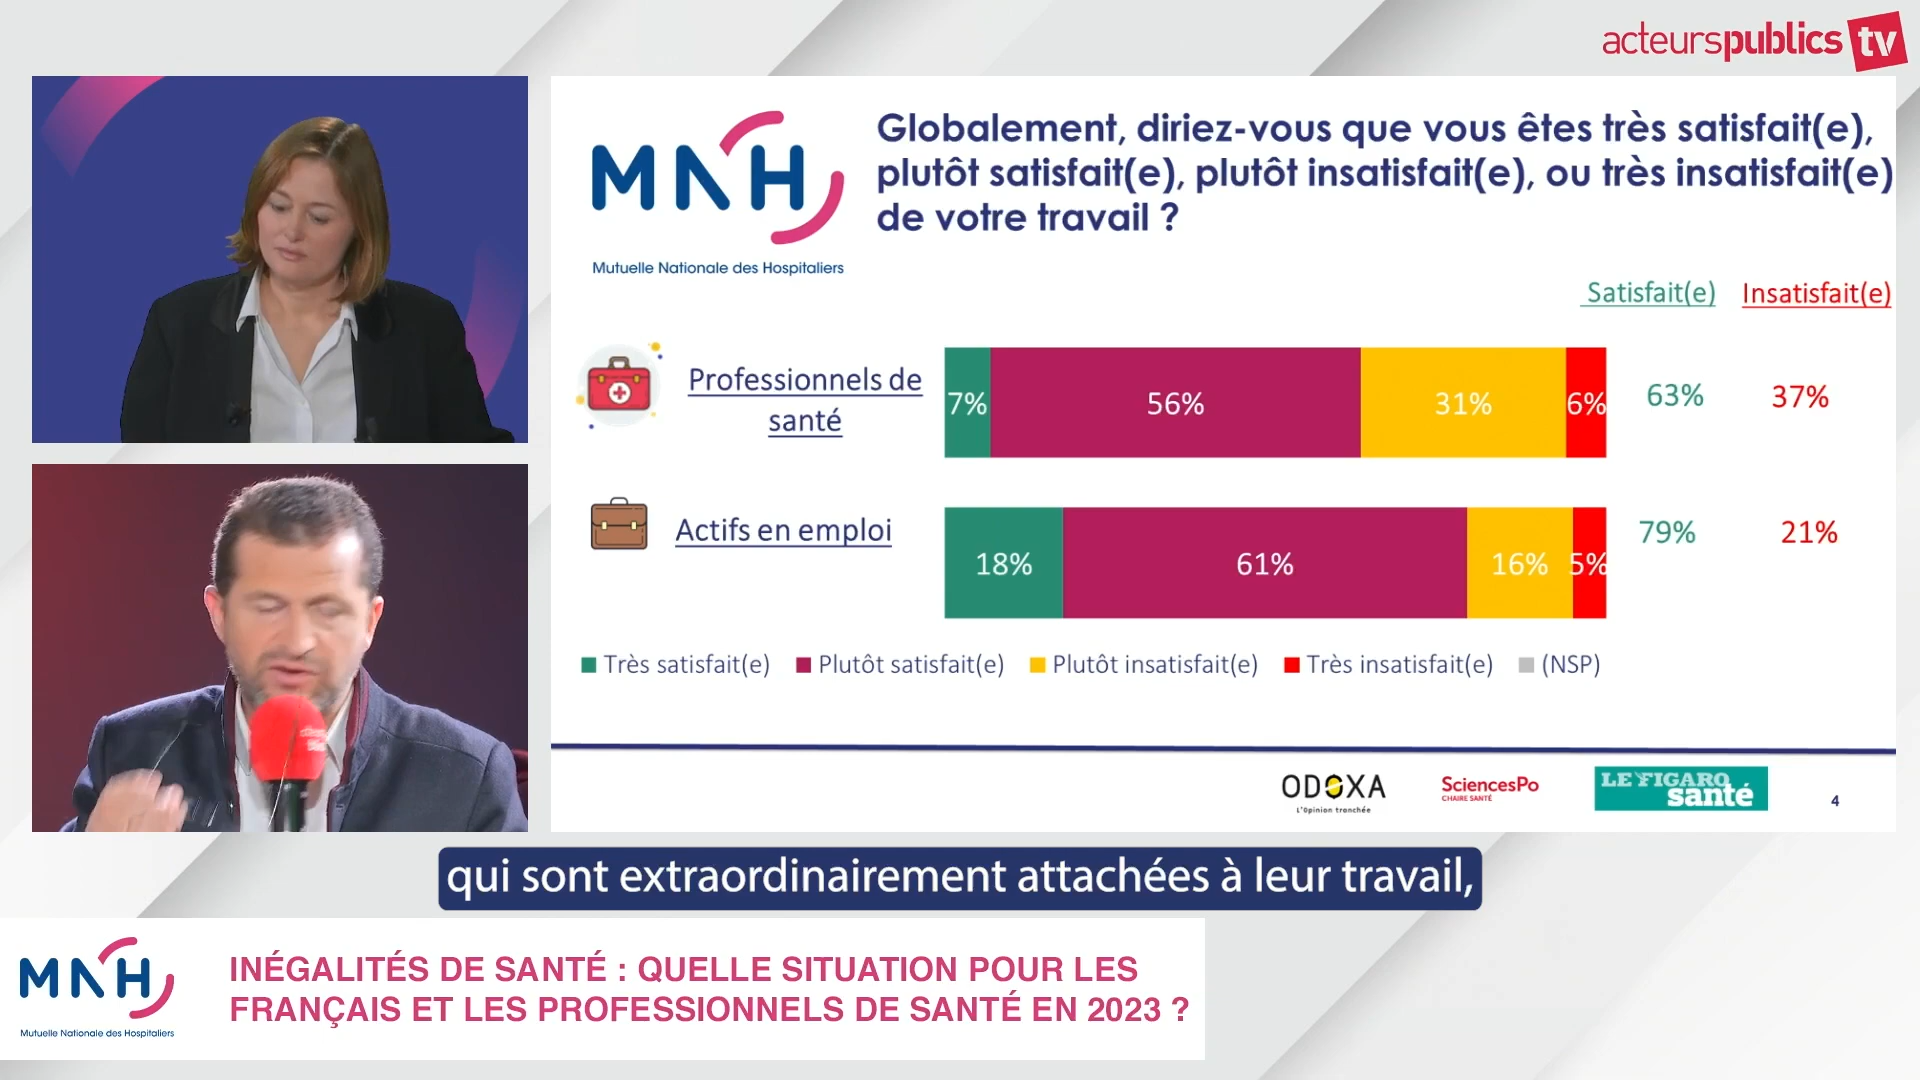 acteurspublics tv
MNH
Mutuelle Nationale des Hospitaliers
Globalement, diriez-vous que vous êtes très satisfait(e),
plutôt satisfait(e), plutôt insatisfait(e), ou très insatisfait(e)
de votre travail ?
Satisfait(e) Insatisfait(e)
Professionnels de
santé
7% 56% 31% 6% 63% 37%
Actifs en emploi
18% 61% 16% 5% 79% 21%
Très satisfait(e) Plutôt satisfait(e) Plutôt insatisfait(e) Très insatisfait(e) (NSP)
ODOXA
L'Opinion tranchée
SciencesPo
CHAIRE SANTÉ
LE FIGARO
santé
4
qui sont extraordinairement attachées à leur travail,
MNH
Mutuelle Nationale des Hospitaliers
INÉGALITÉS DE SANTÉ : QUELLE SITUATION POUR LES
FRANÇAIS ET LES PROFESSIONNELS DE SANTÉ EN 2023 ?